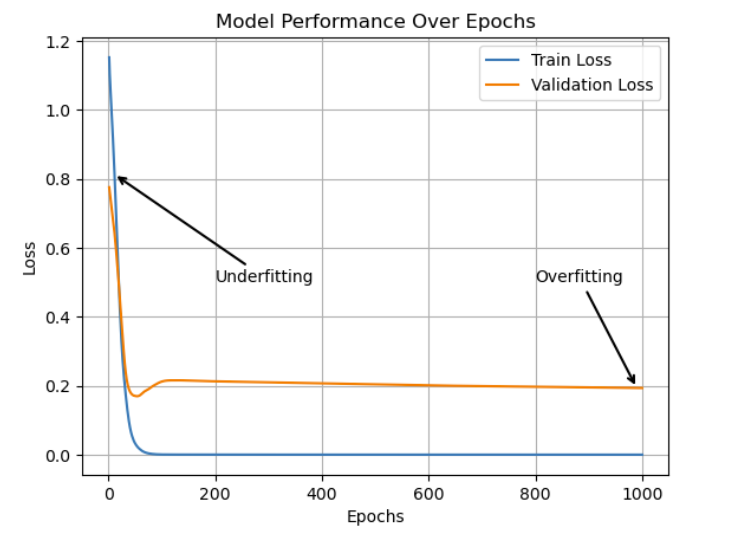 Model Performance Over Epochs
1.2
1.0
0.8
0.6
0.4
0.2
0.0
Loss
Train Loss
Validation Loss
Underfitting
Overfitting
0
200
400
600
800
1000
Epochs